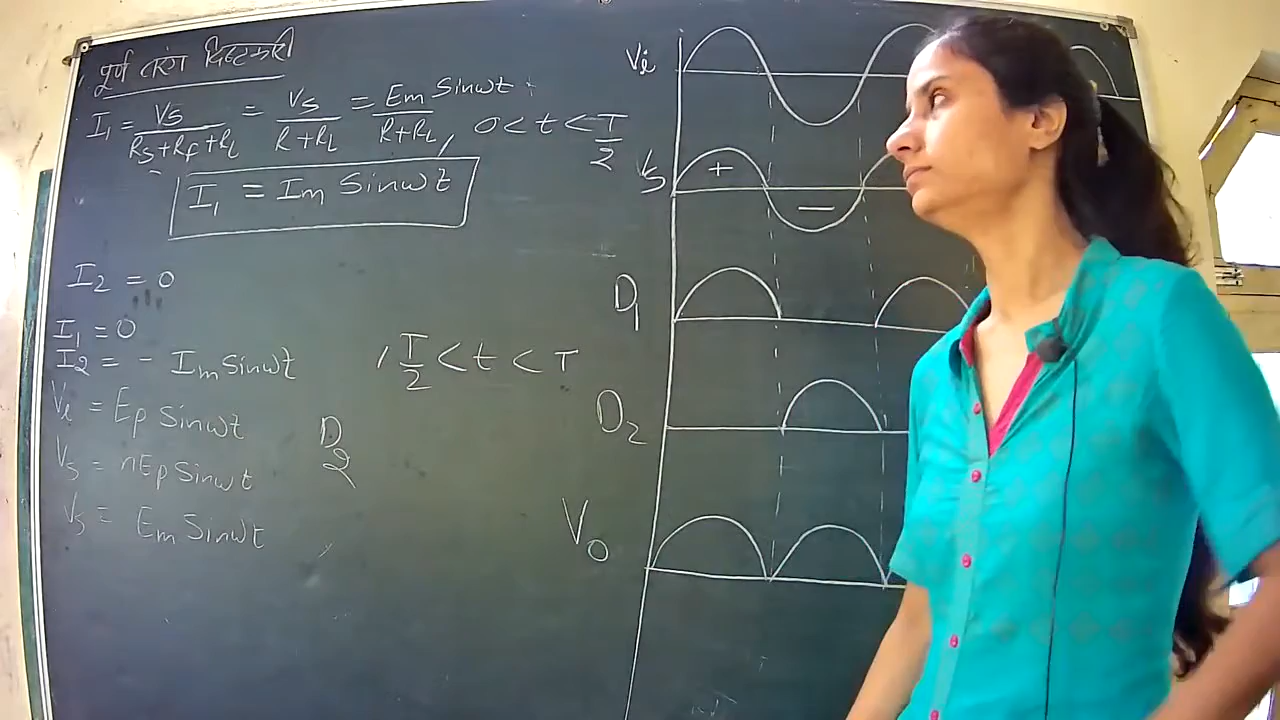 पूर्ण तरंग दिष्टकारी
I₁ = Vs/(Rs+Rf+RL) = Vs/(R+RL) = Em Sinωt/(R+RL), 0 < t < T/2
I₁ = Im Sinωt
I₂ = 0
I₁ = 0
I₂ = - Im sinωt , T/2 < t < T
Vi = Ep Sinωt
Vs = nEp Sinωt
Vs = Em Sinωt
D2
Vi
Vs + −
D1
D2
Vo